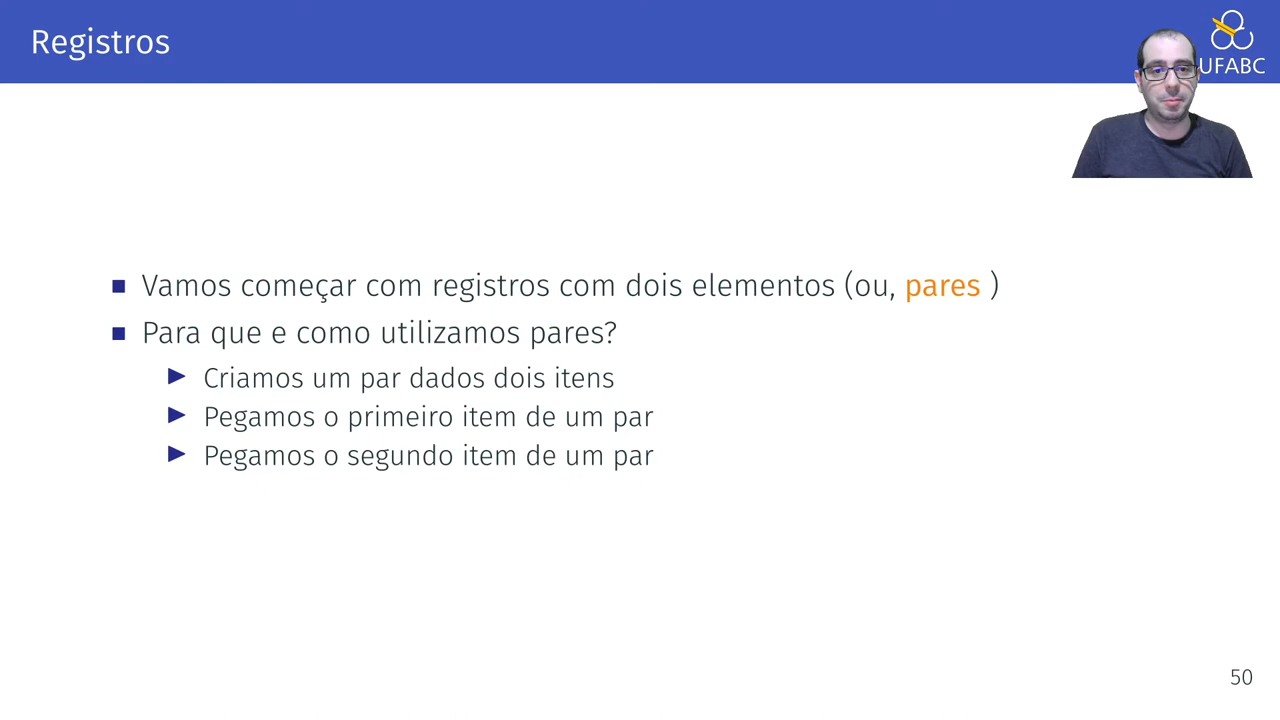 Registros
UFABC
Vamos começar com registros com dois elementos (ou, pares )
Para que e como utilizamos pares?
Criamos um par dados dois itens
Pegamos o primeiro item de um par
Pegamos o segundo item de um par
50